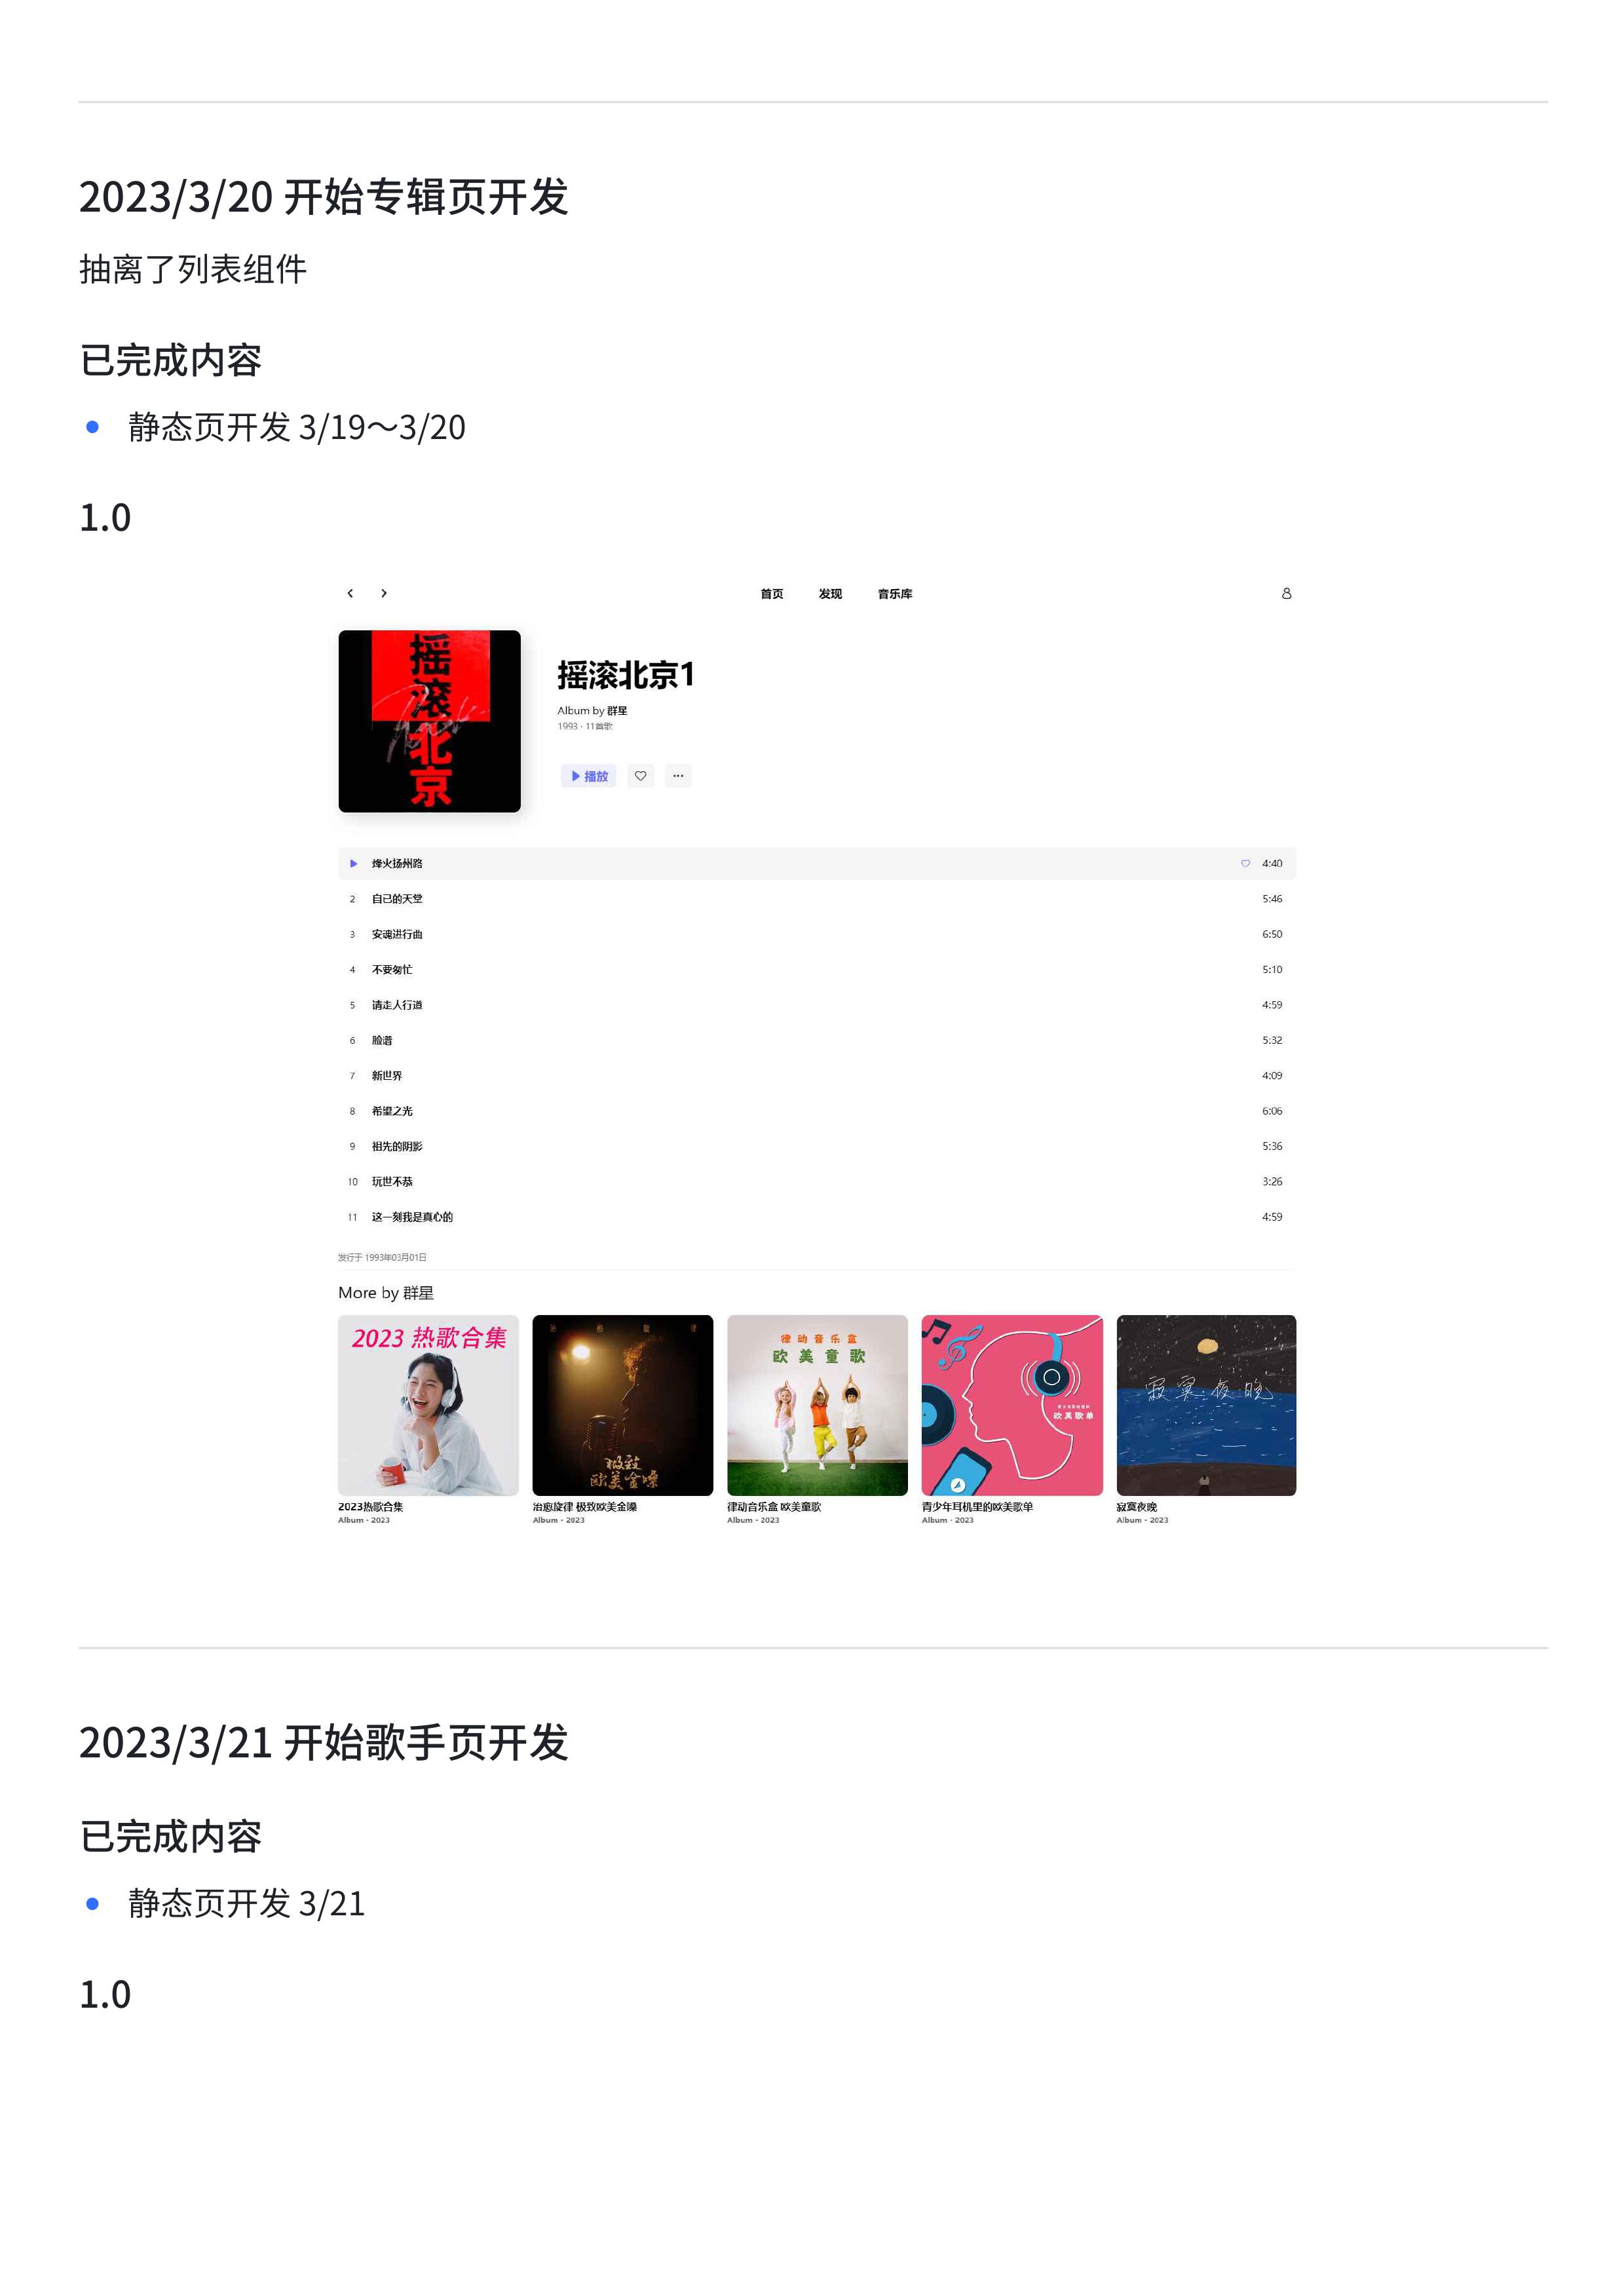 2023/3/20 开始专辑页开发
抽离了列表组件
已完成内容
静态页开发 3/19～3/20
1.0
首页 发现 音乐库
摇滚北京
摇滚北京1
Album by 群星
1993 · 11首歌
播放
烽火扬州路 4:40
2 自己的天堂 5:46
3 安魂进行曲 6:50
4 不要匆忙 5:10
5 请走人行道 4:59
6 脸谱 5:32
7 新世界 4:09
8 希望之光 6:06
9 祖先的阴影 5:36
10 玩世不恭 3:26
11 这一刻我是真心的 4:59
发行于 1993年03月01日
More by 群星
2023 热歌合集
治愈旋律
极致
欧美金嗓
律动音乐盒
欧美童歌
欧美歌单
寂寞夜晚
2023热歌合集
Album · 2023
治愈旋律 极致欧美金嗓
Album · 2023
律动音乐盒 欧美童歌
Album · 2023
青少年耳机里的欧美歌单
Album · 2023
寂寞夜晚
Album · 2023
2023/3/21 开始歌手页开发
已完成内容
静态页开发 3/21
1.0